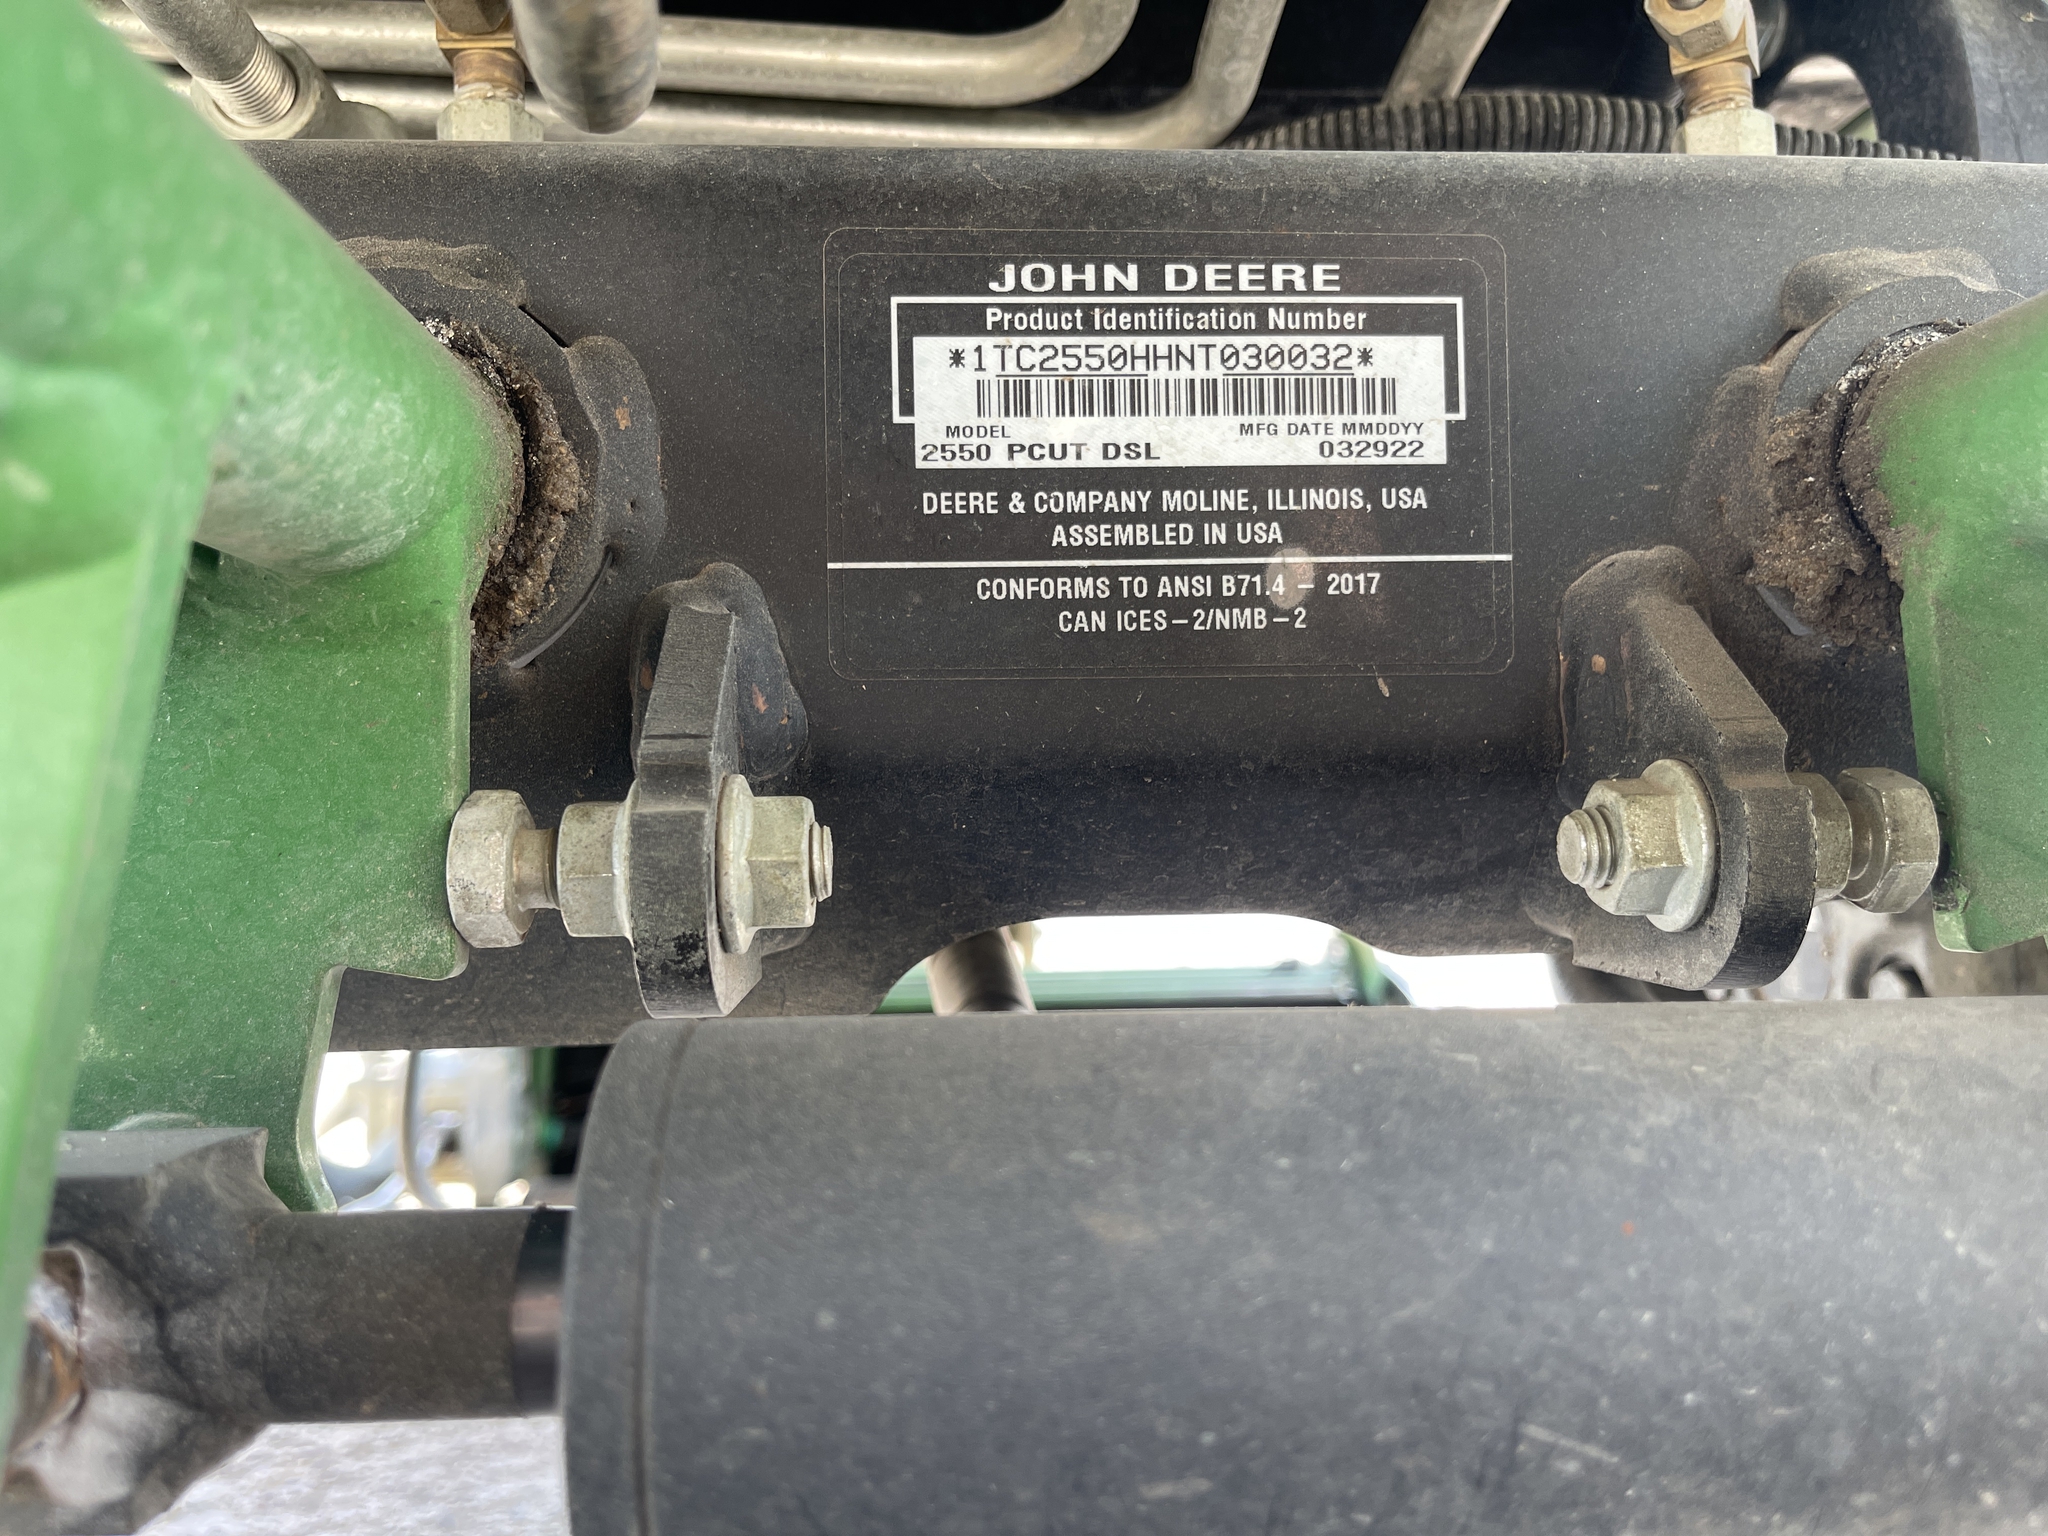 JOHN DEERE
Product Identification Number
*1TC2550HHNT030032*
MODEL
MFG DATE MMDDYY
2550 PCUT DSL
032922
DEERE & COMPANY MOLINE, ILLINOIS, USA
ASSEMBLED IN USA
CONFORMS TO ANSI B71.4 – 2017
CAN ICES – 2/NMB – 2